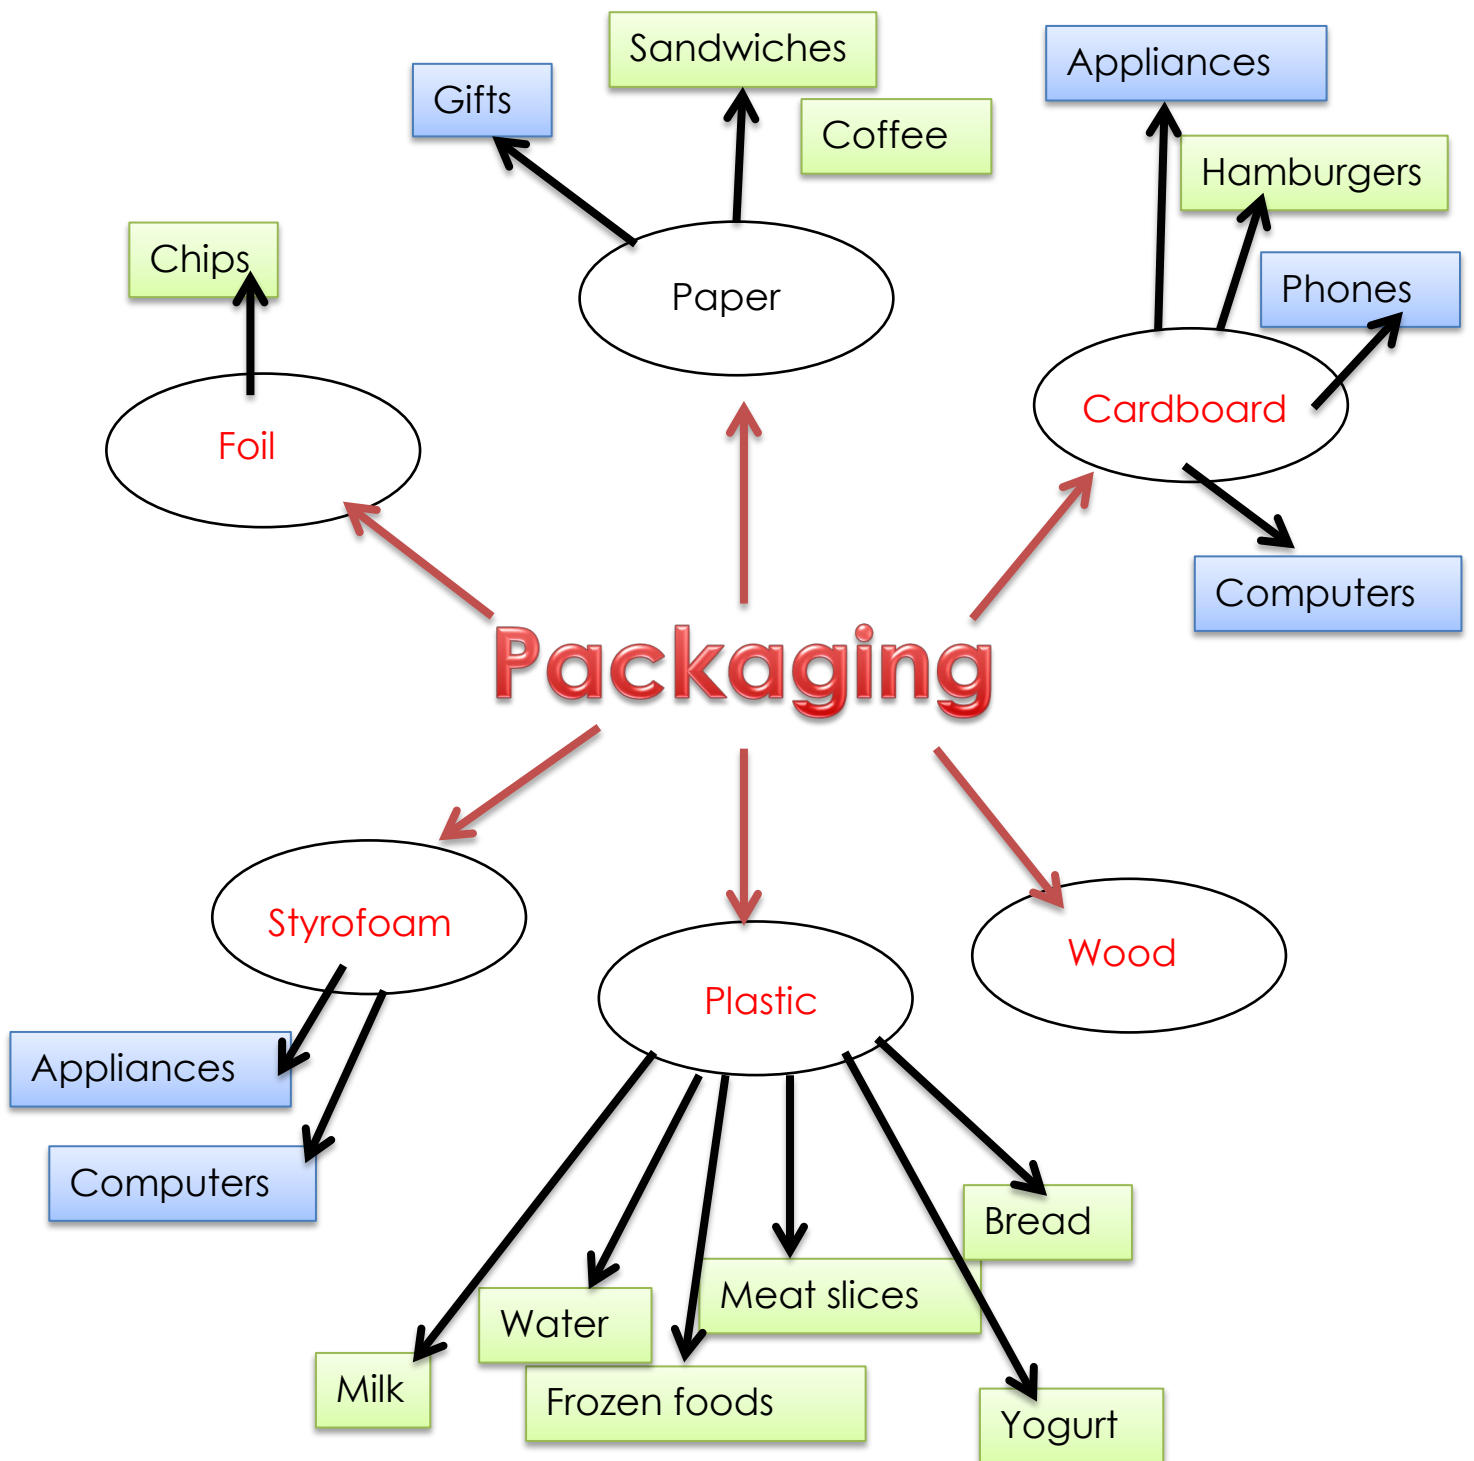 Sandwiches
Appliances
Gifts
Coffee
Hamburgers
Chips
Phones
Paper
Cardboard
Foil
Computers
Packaging
Styrofoam
Wood
Plastic
Appliances
Computers
Bread
Meat slices
Water
Milk
Frozen foods
Yogurt